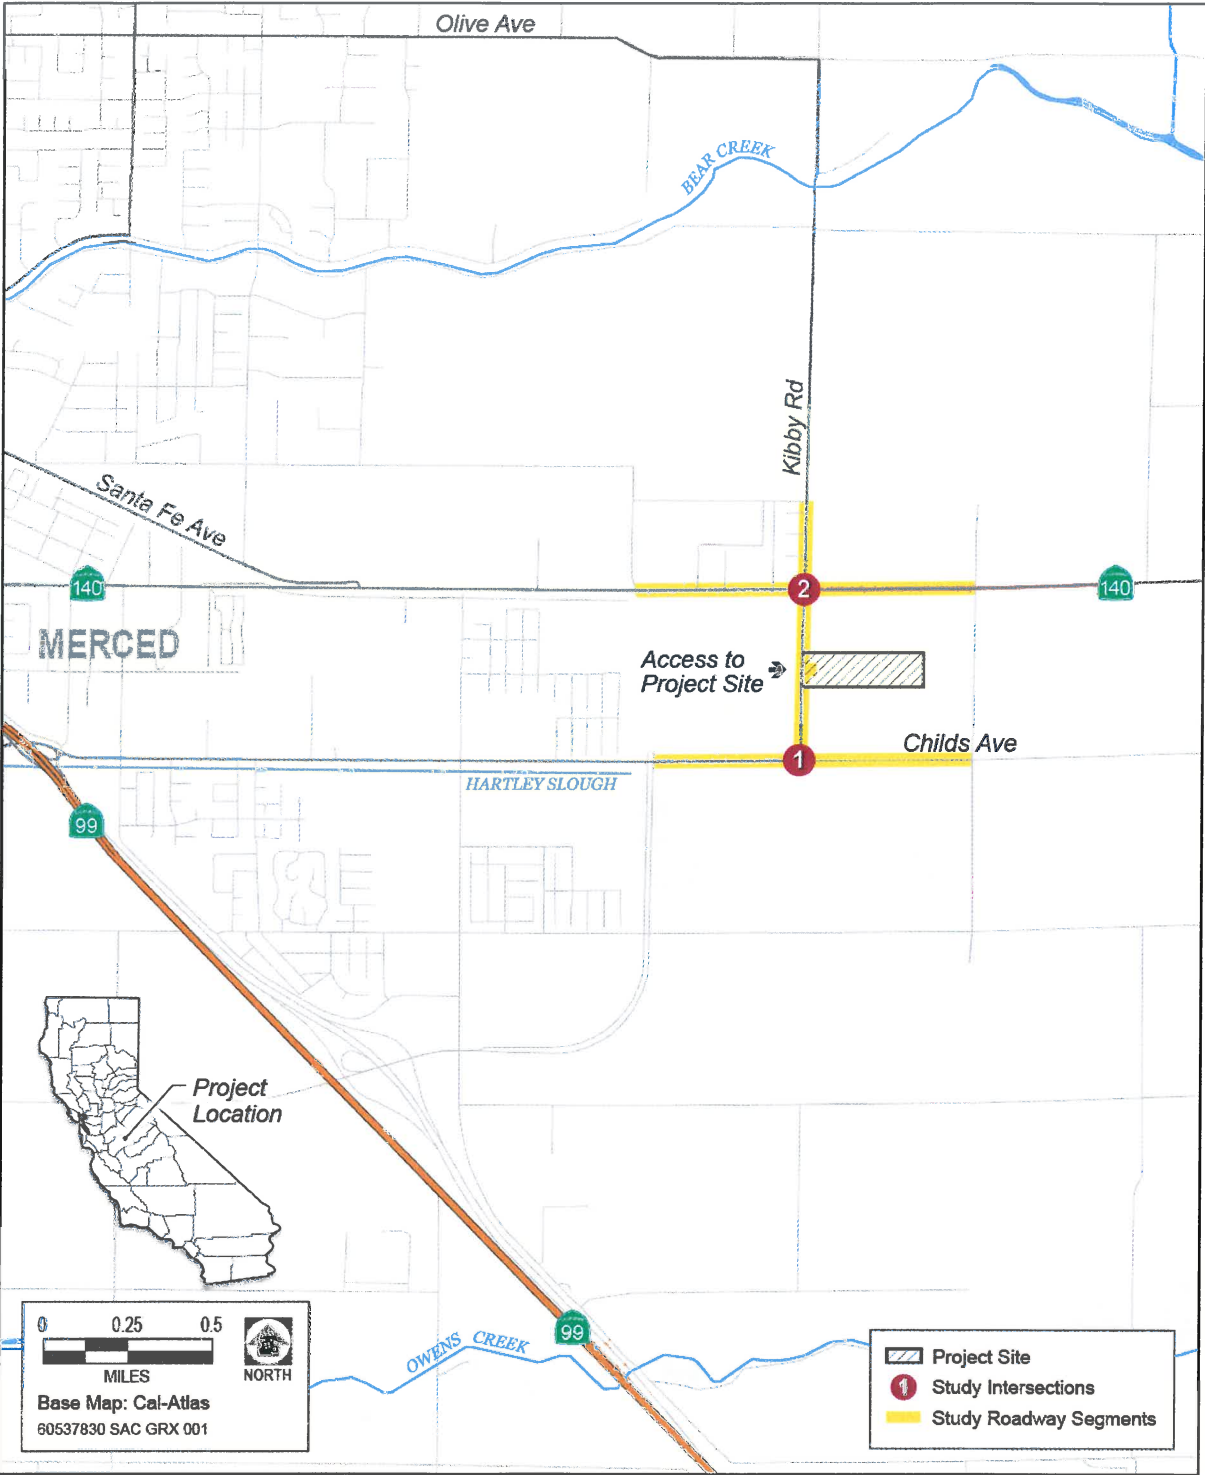 Olive Ave
BEAR CREEK
Kibby Rd
Santa Fe Ave
140
2
140
MERCED
Access to
Project Site
Childs Ave
1
HARTLEY SLOUGH
99
Project
Location
0 0.25 0.5
MILES
NORTH
Base Map: Cal-Atlas
60537830 SAC GRX 001
OWENS CREEK
99
Project Site
1 Study Intersections
Study Roadway Segments